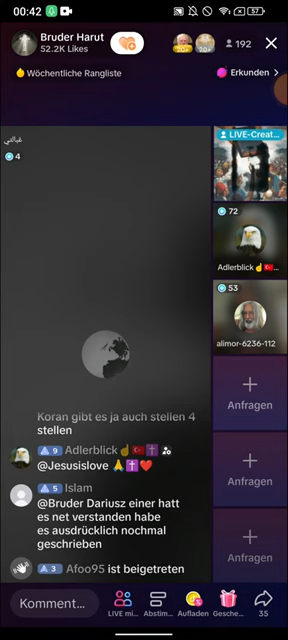 00:42
57
Bruder Harut
52.2K Likes
192
Wöchentliche Rangliste
Erkunden
4
LIVE-Creat...
72
Adlerblick
53
alimor-6236-112
Anfragen
Anfragen
Anfragen
Koran gibt es ja auch stellen 4
stellen
9 Adlerblick
@Jesusislove 🙏✝️❤️
5 Islam
@Bruder Dariusz einer hatt
es net verstanden habe
es ausdrücklich nochmal
geschrieben
3 Afoo95 ist beigetreten
Komment...
LIVE mi...
Abstim...
Aufladen
Gesche...
35